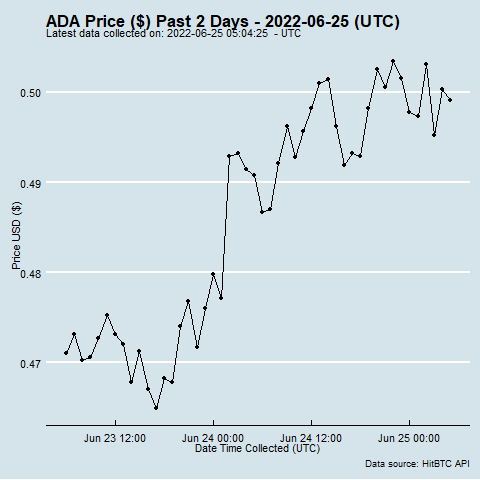 ADA Price ($) Past 2 Days - 2022-06-25 (UTC)
Latest data collected on: 2022-06-25 05:04:25 - UTC
0.50
0.49
0.48
0.47
Price USD ($)
Jun 23 12:00 Jun 24 00:00 Jun 24 12:00 Jun 25 00:00
Date Time Collected (UTC)
Data source: HitBTC API